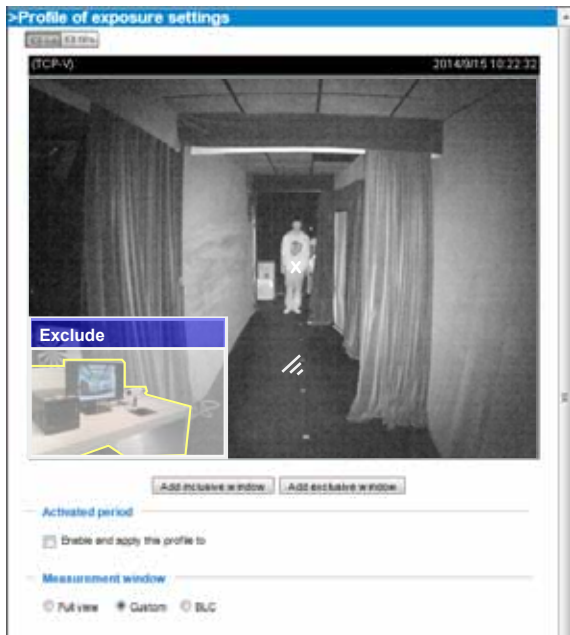 >Profile of exposure settings
(TCP-V) 2014/9/15 10:22:32
Exclude
Add inclusive window Add exclusive window
Activated period
Enable and apply this profile to
Measurement window
Full view Custom BLC